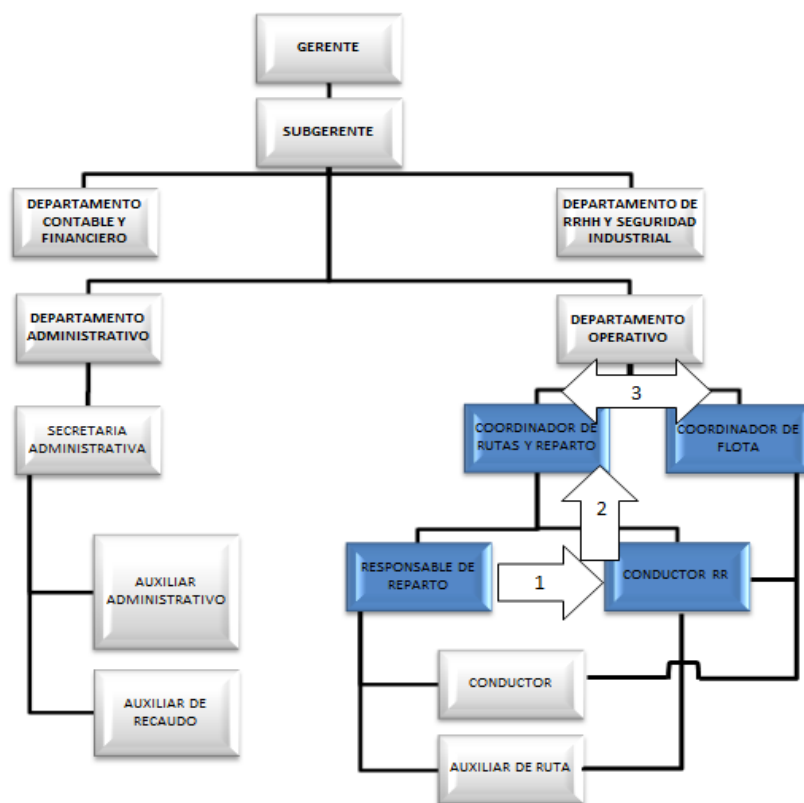 GERENTE
SUBGERENTE
DEPARTAMENTO
CONTABLE Y
FINANCIERO
DEPARTAMENTO DE
RRHH Y SEGURIDAD
INDUSTRIAL
DEPARTAMENTO
ADMINISTRATIVO
DEPARTAMENTO
OPERATIVO
3
SECRETARIA
ADMINISTRATIVA
COORDINADOR DE
RUTAS Y REPARTO
COORDINADOR DE
FLOTA
2
RESPONSABLE DE
REPARTO
1
CONDUCTOR RR
AUXILIAR
ADMINISTRATIVO
CONDUCTOR
AUXILIAR DE
RECAUDO
AUXILIAR DE RUTA